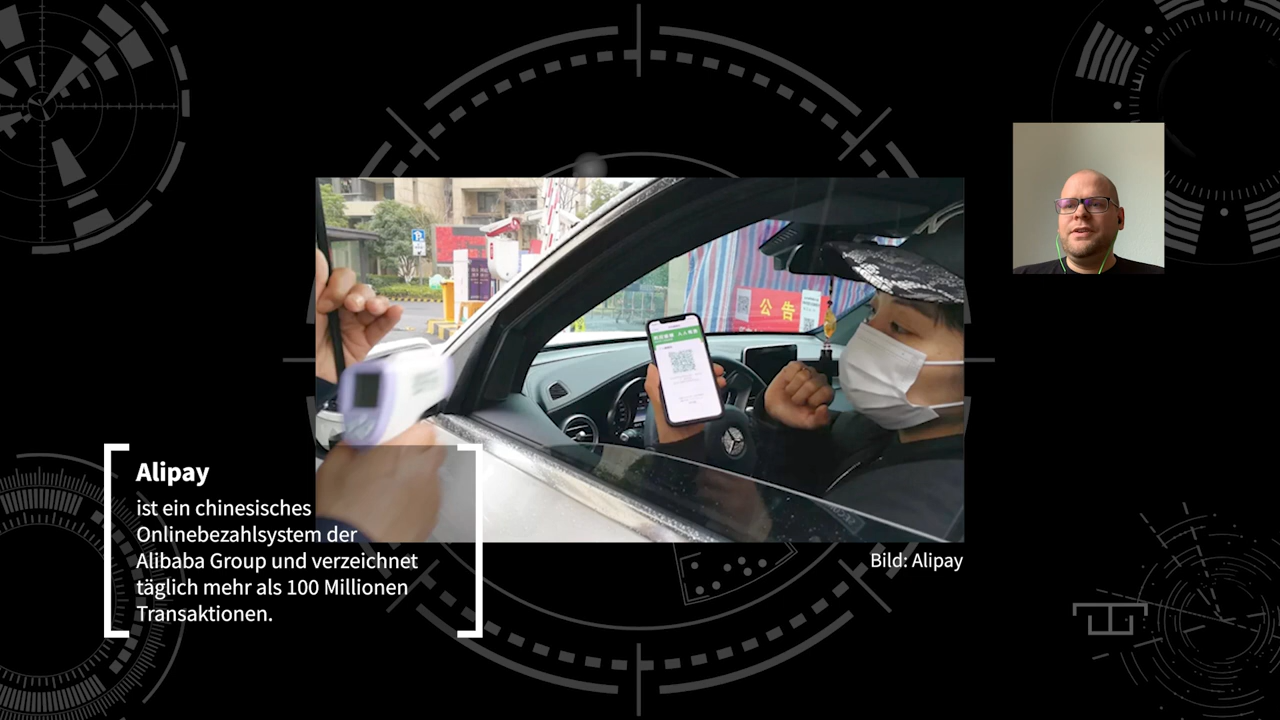 公告
Alipay
ist ein chinesisches
Onlinebezahlsystem der
Alibaba Group und verzeichnet
täglich mehr als 100 Millionen
Transaktionen.
Bild: Alipay